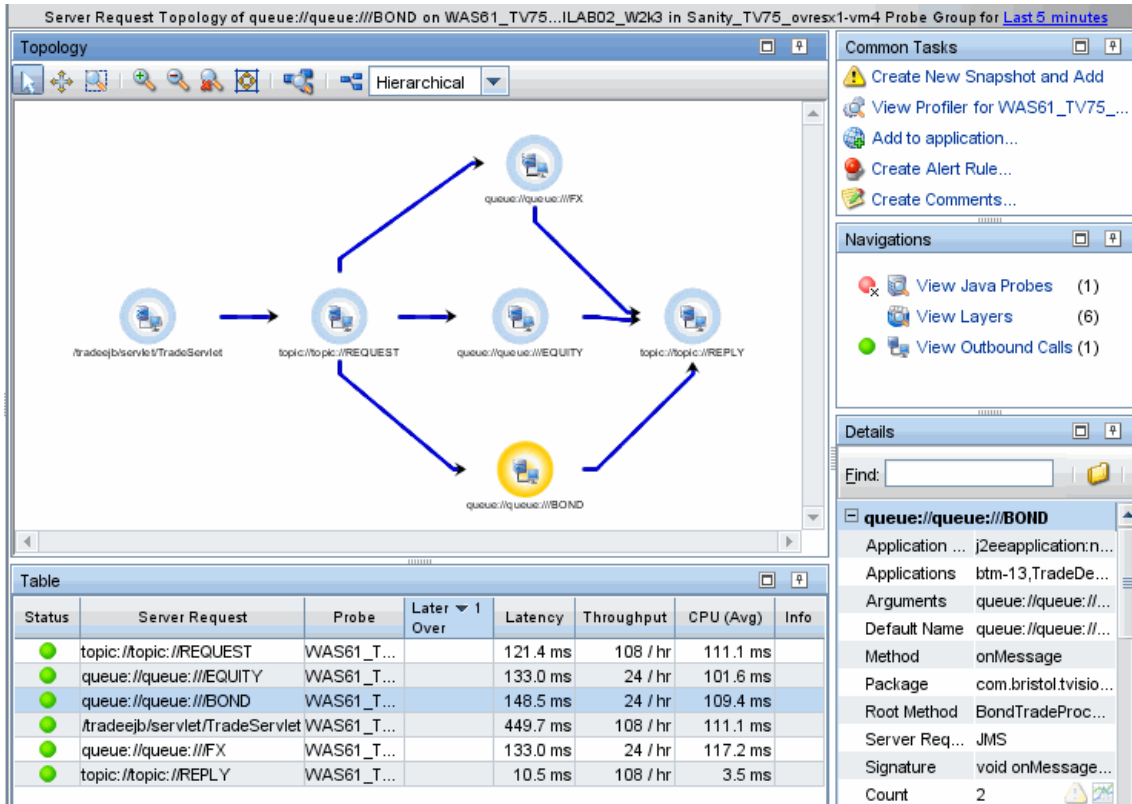 Server Request Topology of queue://queue:///BOND on WAS61_TV75...ILAB02_W2k3 in Sanity_TV75_ovresx1-vm4 Probe Group for Last 5 minutes
Topology
Hierarchical
queue://queue:///FX
/tradeejb/servlet/TradeServlet
topic://topic://REQUEST
queue://queue:///EQUITY
topic://topic://REPLY
queue://queue:///BOND
Table
Status Server Request Probe Later 1 Over Latency Throughput CPU (Avg) Info
topic://topic://REQUEST WAS61_T... 121.4 ms 108 / hr 111.1 ms
queue://queue:///EQUITY WAS61_T... 133.0 ms 24 / hr 101.6 ms
queue://queue:///BOND WAS61_T... 148.5 ms 24 / hr 109.4 ms
/tradeejb/servlet/TradeServlet WAS61_T... 449.7 ms 108 / hr 111.1 ms
queue://queue:///FX WAS61_T... 133.0 ms 24 / hr 117.2 ms
topic://topic://REPLY WAS61_T... 10.5 ms 108 / hr 3.5 ms
Common Tasks
Create New Snapshot and Add
View Profiler for WAS61_TV75_...
Add to application...
Create Alert Rule...
Create Comments...
Navigations
View Java Probes (1)
View Layers (6)
View Outbound Calls (1)
Details
Find:
queue://queue:///BOND
Application ... j2eeapplication:n...
Applications btm-13,TradeDe...
Arguments queue://queue://...
Default Name queue://queue://...
Method onMessage
Package com.bristol.tvisio...
Root Method BondTradeProc...
Server Req... JMS
Signature void onMessage...
Count 2